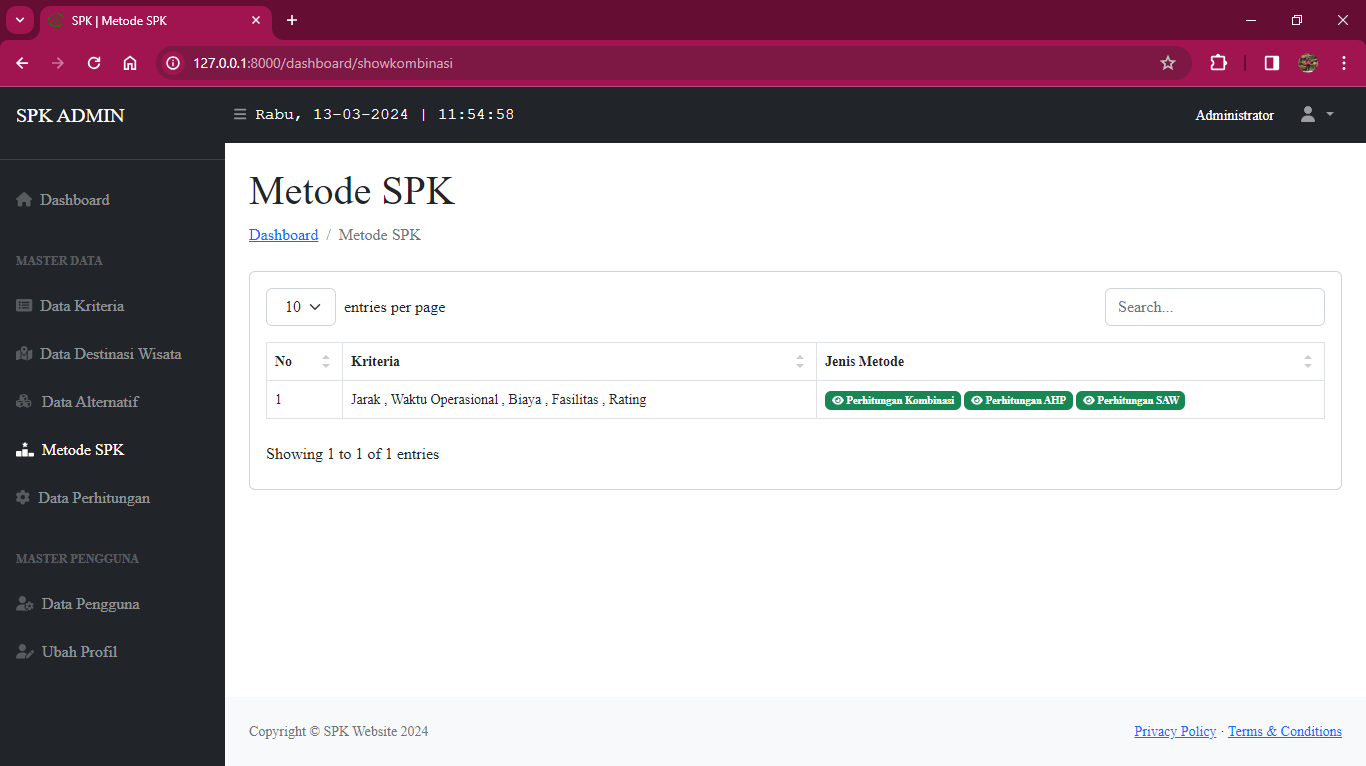 SPK | Metode SPK
127.0.0.1:8000/dashboard/showkombinasi
SPK ADMIN
Rabu, 13-03-2024 | 11:54:58
Administrator
Dashboard
MASTER DATA
Data Kriteria
Data Destinasi Wisata
Data Alternatif
Metode SPK
Data Perhitungan
MASTER PENGGUNA
Data Pengguna
Ubah Profil
Metode SPK
Dashboard / Metode SPK
10 entries per page
Search...
No Kriteria Jenis Metode
1 Jarak , Waktu Operasional , Biaya , Fasilitas , Rating Perhitungan Kombinasi Perhitungan AHP Perhitungan SAW
Showing 1 to 1 of 1 entries
Copyright © SPK Website 2024
Privacy Policy · Terms & Conditions